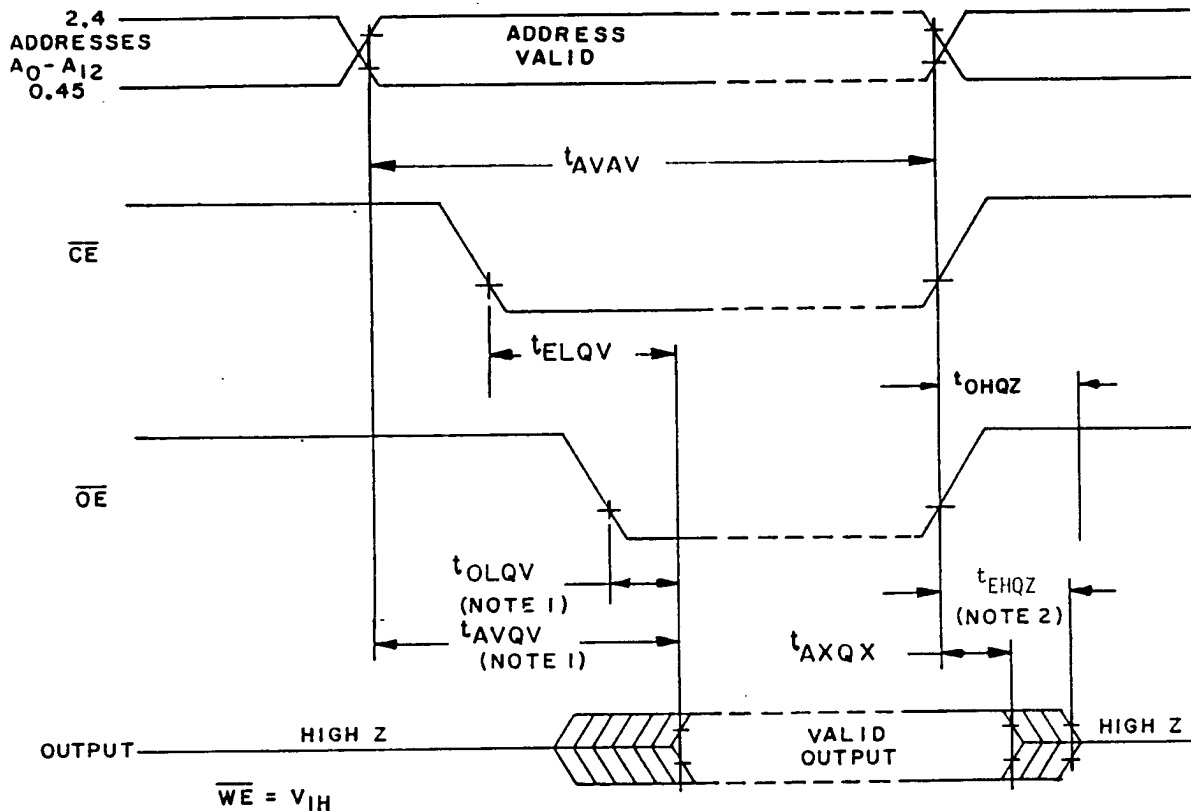 2.4
ADDRESSES
A0-A12
0.45
ADDRESS
VALID
tAVAV
CE
tELQV
tOHQZ
OE
tOLQV
(NOTE 1)
tEHQZ
(NOTE 2)
tAVQV
(NOTE 1)
tAXQX
OUTPUT
HIGH Z
VALID
OUTPUT
HIGH Z
WE = VIH